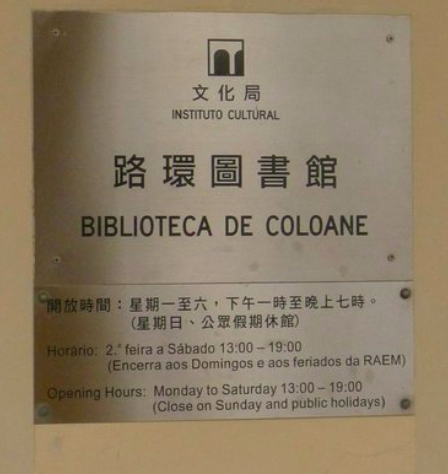 文化局
INSTITUTO CULTURAL
路環圖書館
BIBLIOTECA DE COLOANE
開放時間：星期一至六，下午一時至晚上七時。
(星期日、公眾假期休館)
Horário: 2.ª feira a Sábado 13:00 – 19:00
(Encerra aos Domingos e aos feriados da RAEM)
Opening Hours: Monday to Saturday 13:00 – 19:00
(Close on Sunday and public holidays)